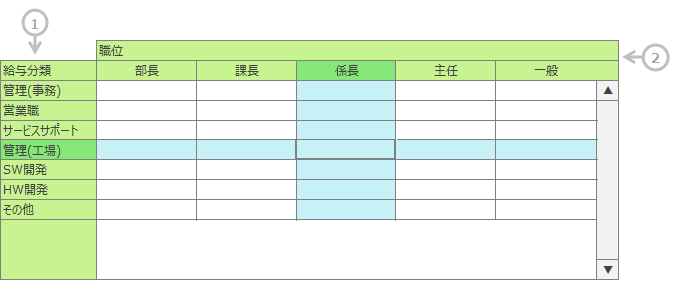 1
職位
2
給与分類 部長 課長 係長 主任 一般
管理(事務)
営業職
サービスサポート
管理(工場)
SW開発
HW開発
その他